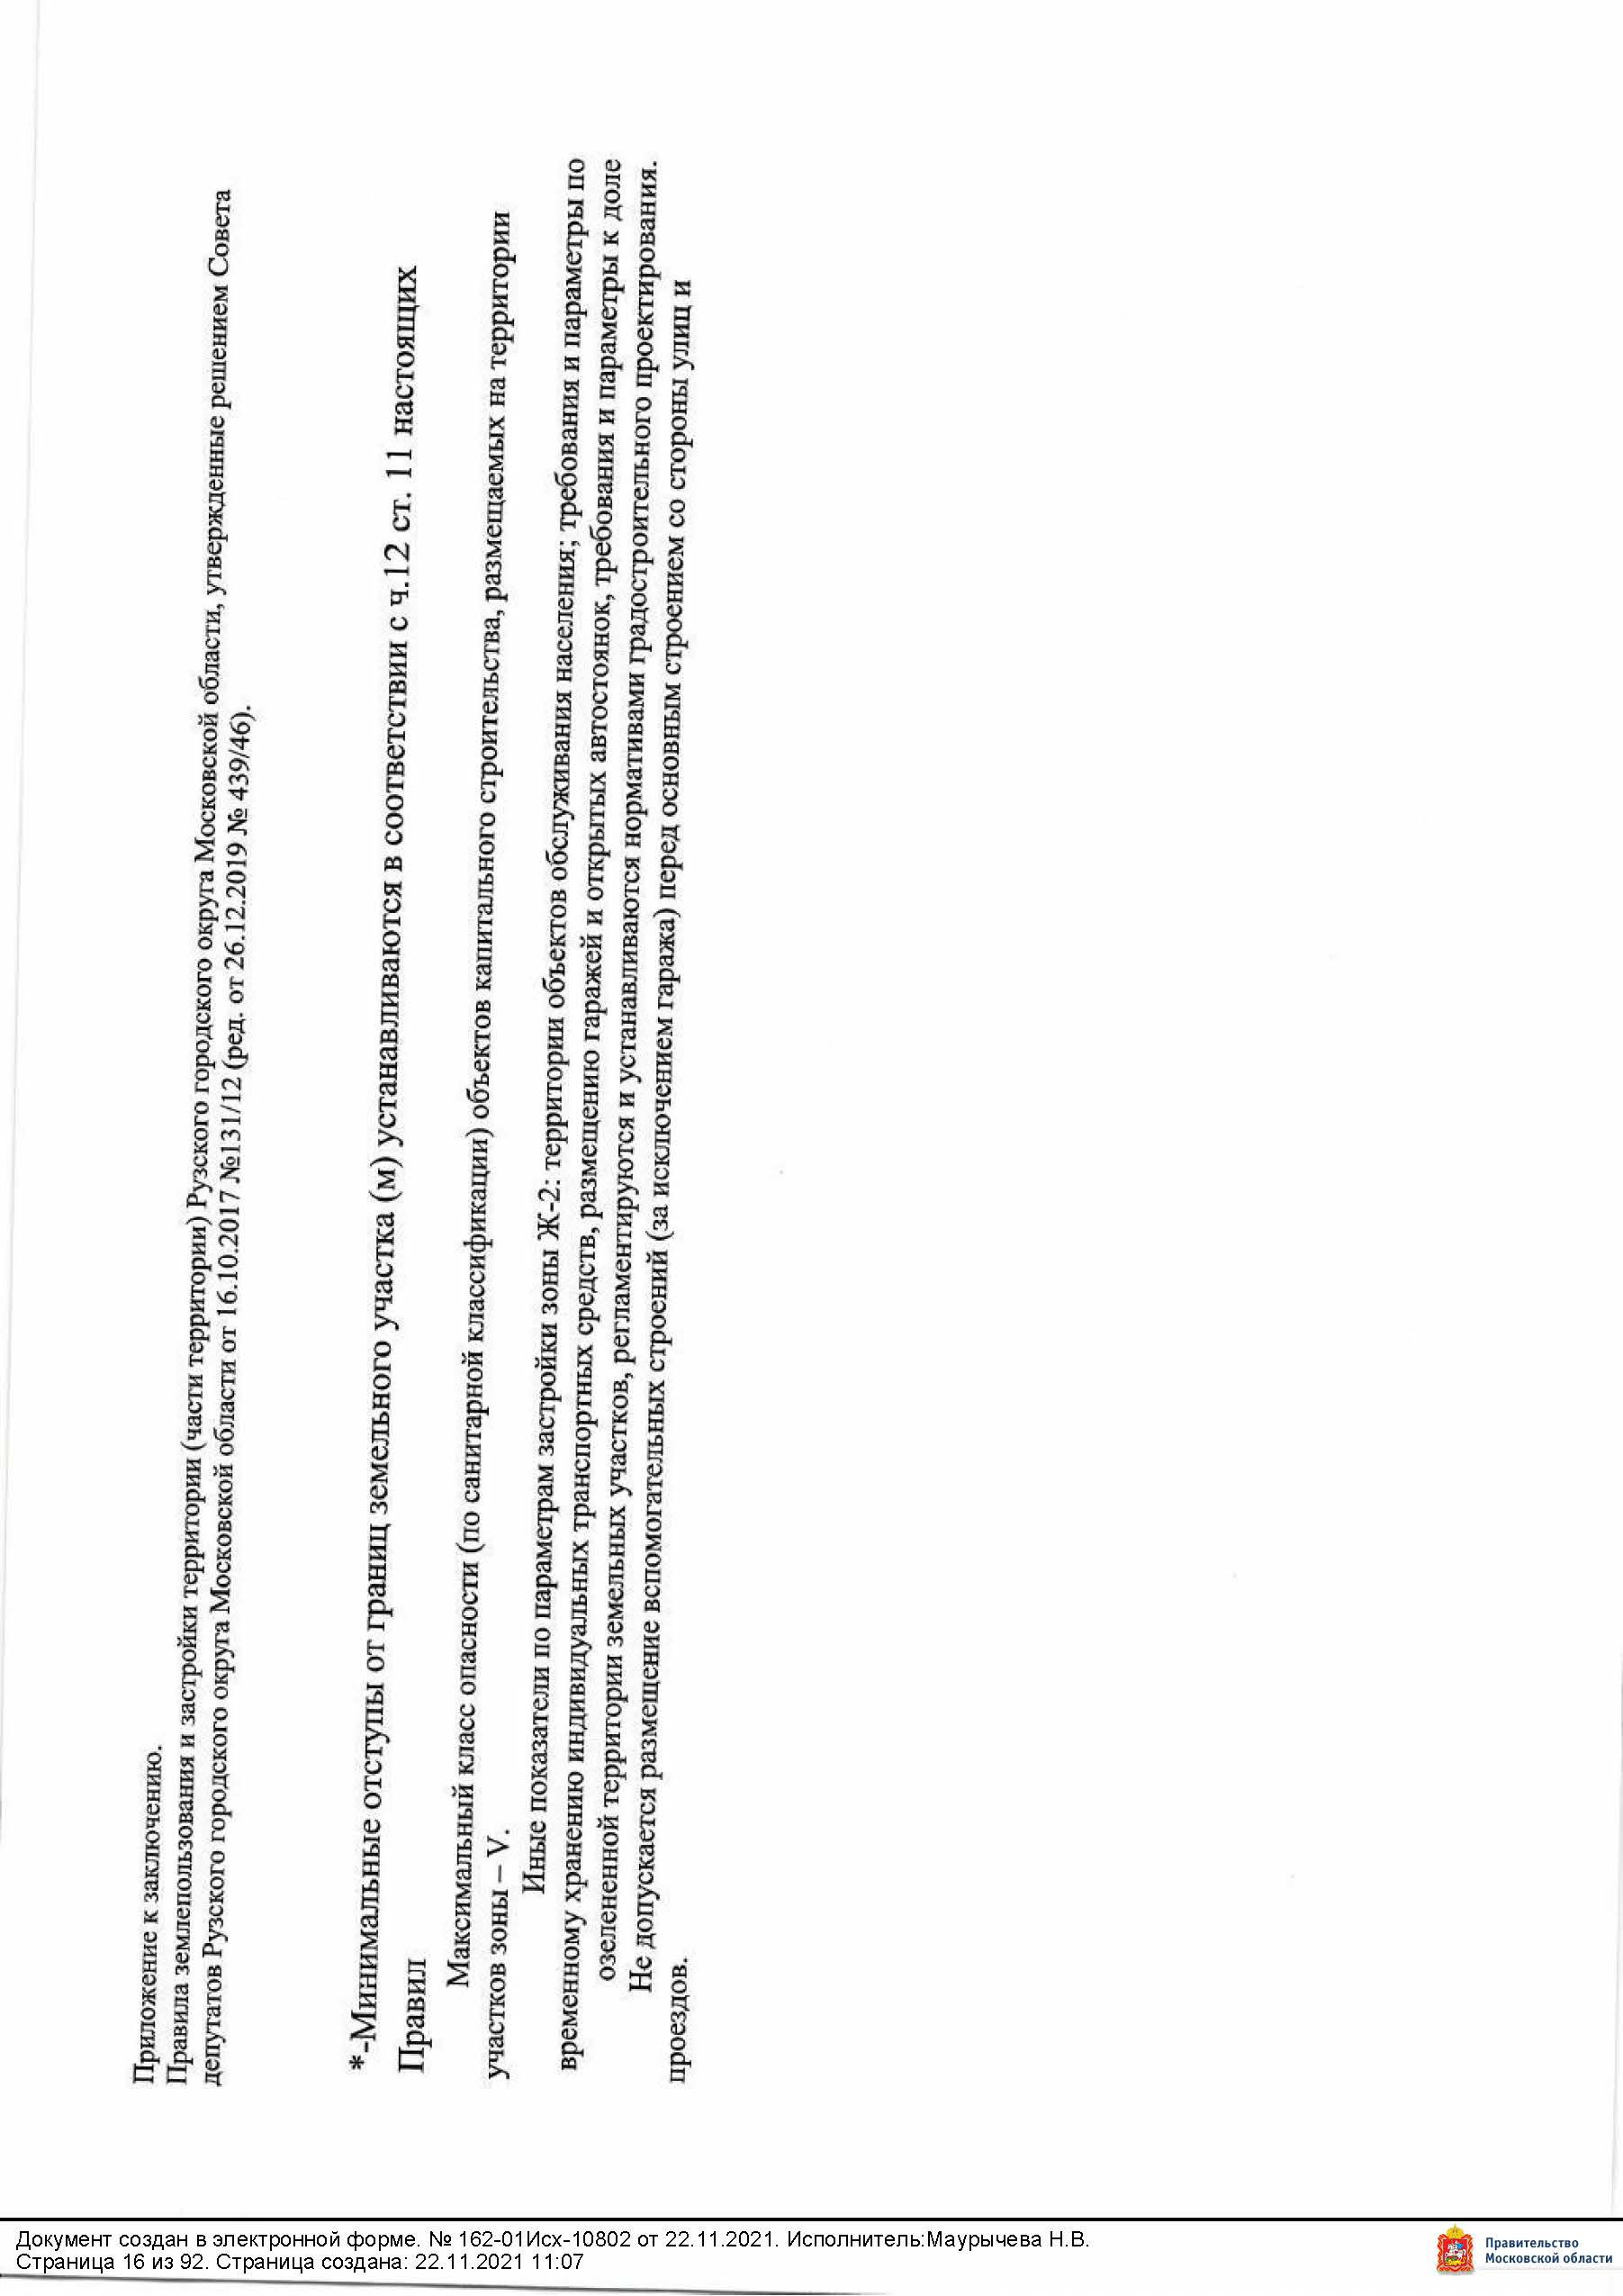 Приложение к заключению.
Правила землепользования и застройки территории (части территории) Рузского городского округа Московской области, утвержденные решением Совета
депутатов Рузского городского округа Московской области от 16.10.2017 №131/12 (ред. от 26.12.2019 № 439/46).
*-Минимальные отступы от границ земельного участка (м) устанавливаются в соответствии с ч.12 ст. 11 настоящих
Правил
Максимальный класс опасности (по санитарной классификации) объектов капитального строительства, размещаемых на территории
участков зоны – V.
Иные показатели по параметрам застройки зоны Ж-2: территории объектов обслуживания населения; требования и параметры по
временному хранению индивидуальных транспортных средств, размещению гаражей и открытых автостоянок, требования и параметры к доле
озелененной территории земельных участков, регламентируются и устанавливаются нормативами градостроительного проектирования.
Не допускается размещение вспомогательных строений (за исключением гаража) перед основным строением со стороны улиц и
проездов.
Документ создан в электронной форме. № 162-01Исх-10802 от 22.11.2021. Исполнитель:Маурычева Н.В.
Страница 16 из 92. Страница создана: 22.11.2021 11:07
Правительство
Московской области